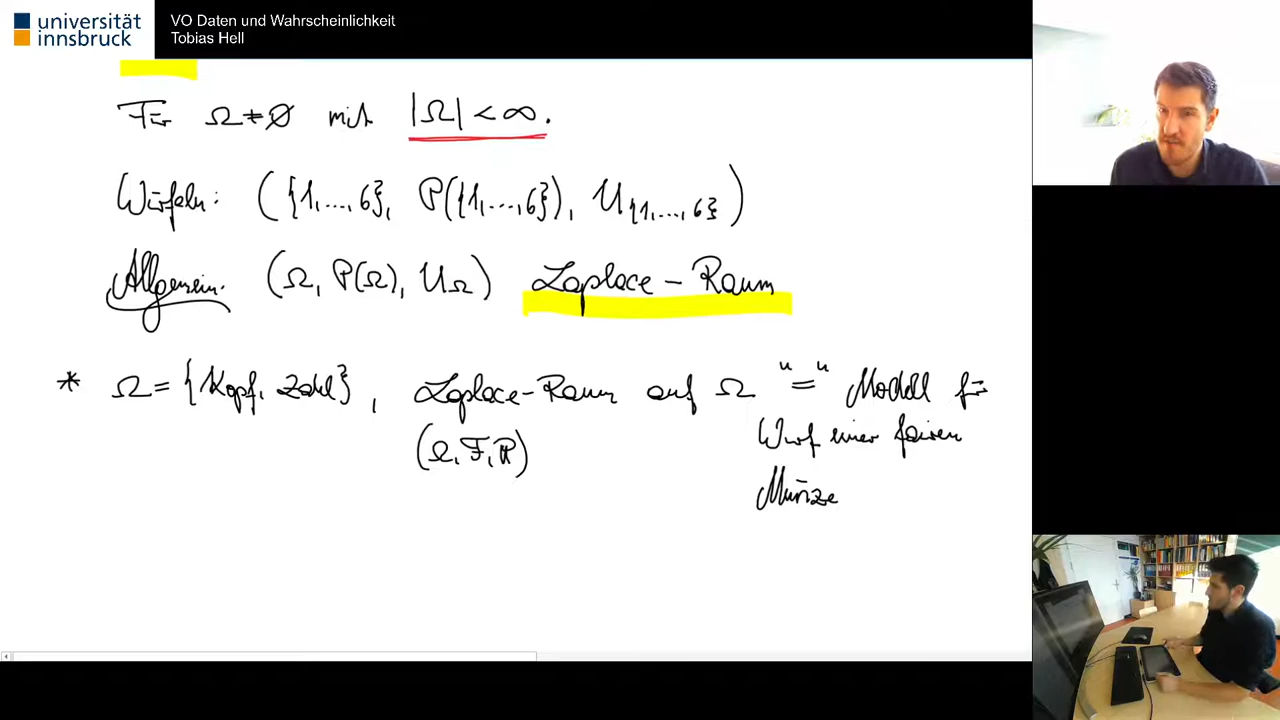 universität
innsbruck
VO Daten und Wahrscheinlichkeit
Tobias Hell
Für Ω≠∅ mit |Ω| < ∞.
Würfeln: ({1,...,6}, P({1,...,6}), U{1,...,6})
Allgemein: (Ω, P(Ω), UΩ) Laplace-Raum
* Ω = {Kopf, Zahl}, Laplace-Raum auf Ω "=" Modell für
(Ω, F, P) Wurf einer fairen
Münze